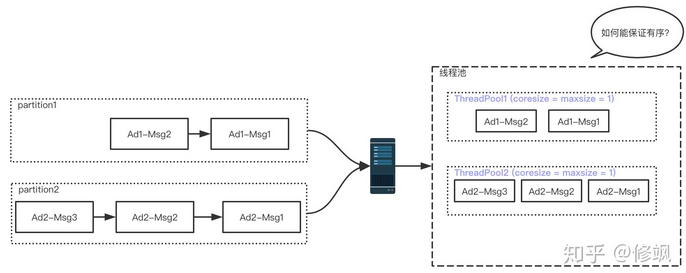 如何能保证有序?
线程池
partition1
Ad1-Msg2
Ad1-Msg1
partition2
Ad2-Msg3
Ad2-Msg2
Ad2-Msg1
ThreadPool1 (coresize = maxsize = 1)
Ad1-Msg2
Ad1-Msg1
ThreadPool2 (coresize = maxsize = 1)
Ad2-Msg3
Ad2-Msg2
Ad2-Msg1
知乎 @修飒